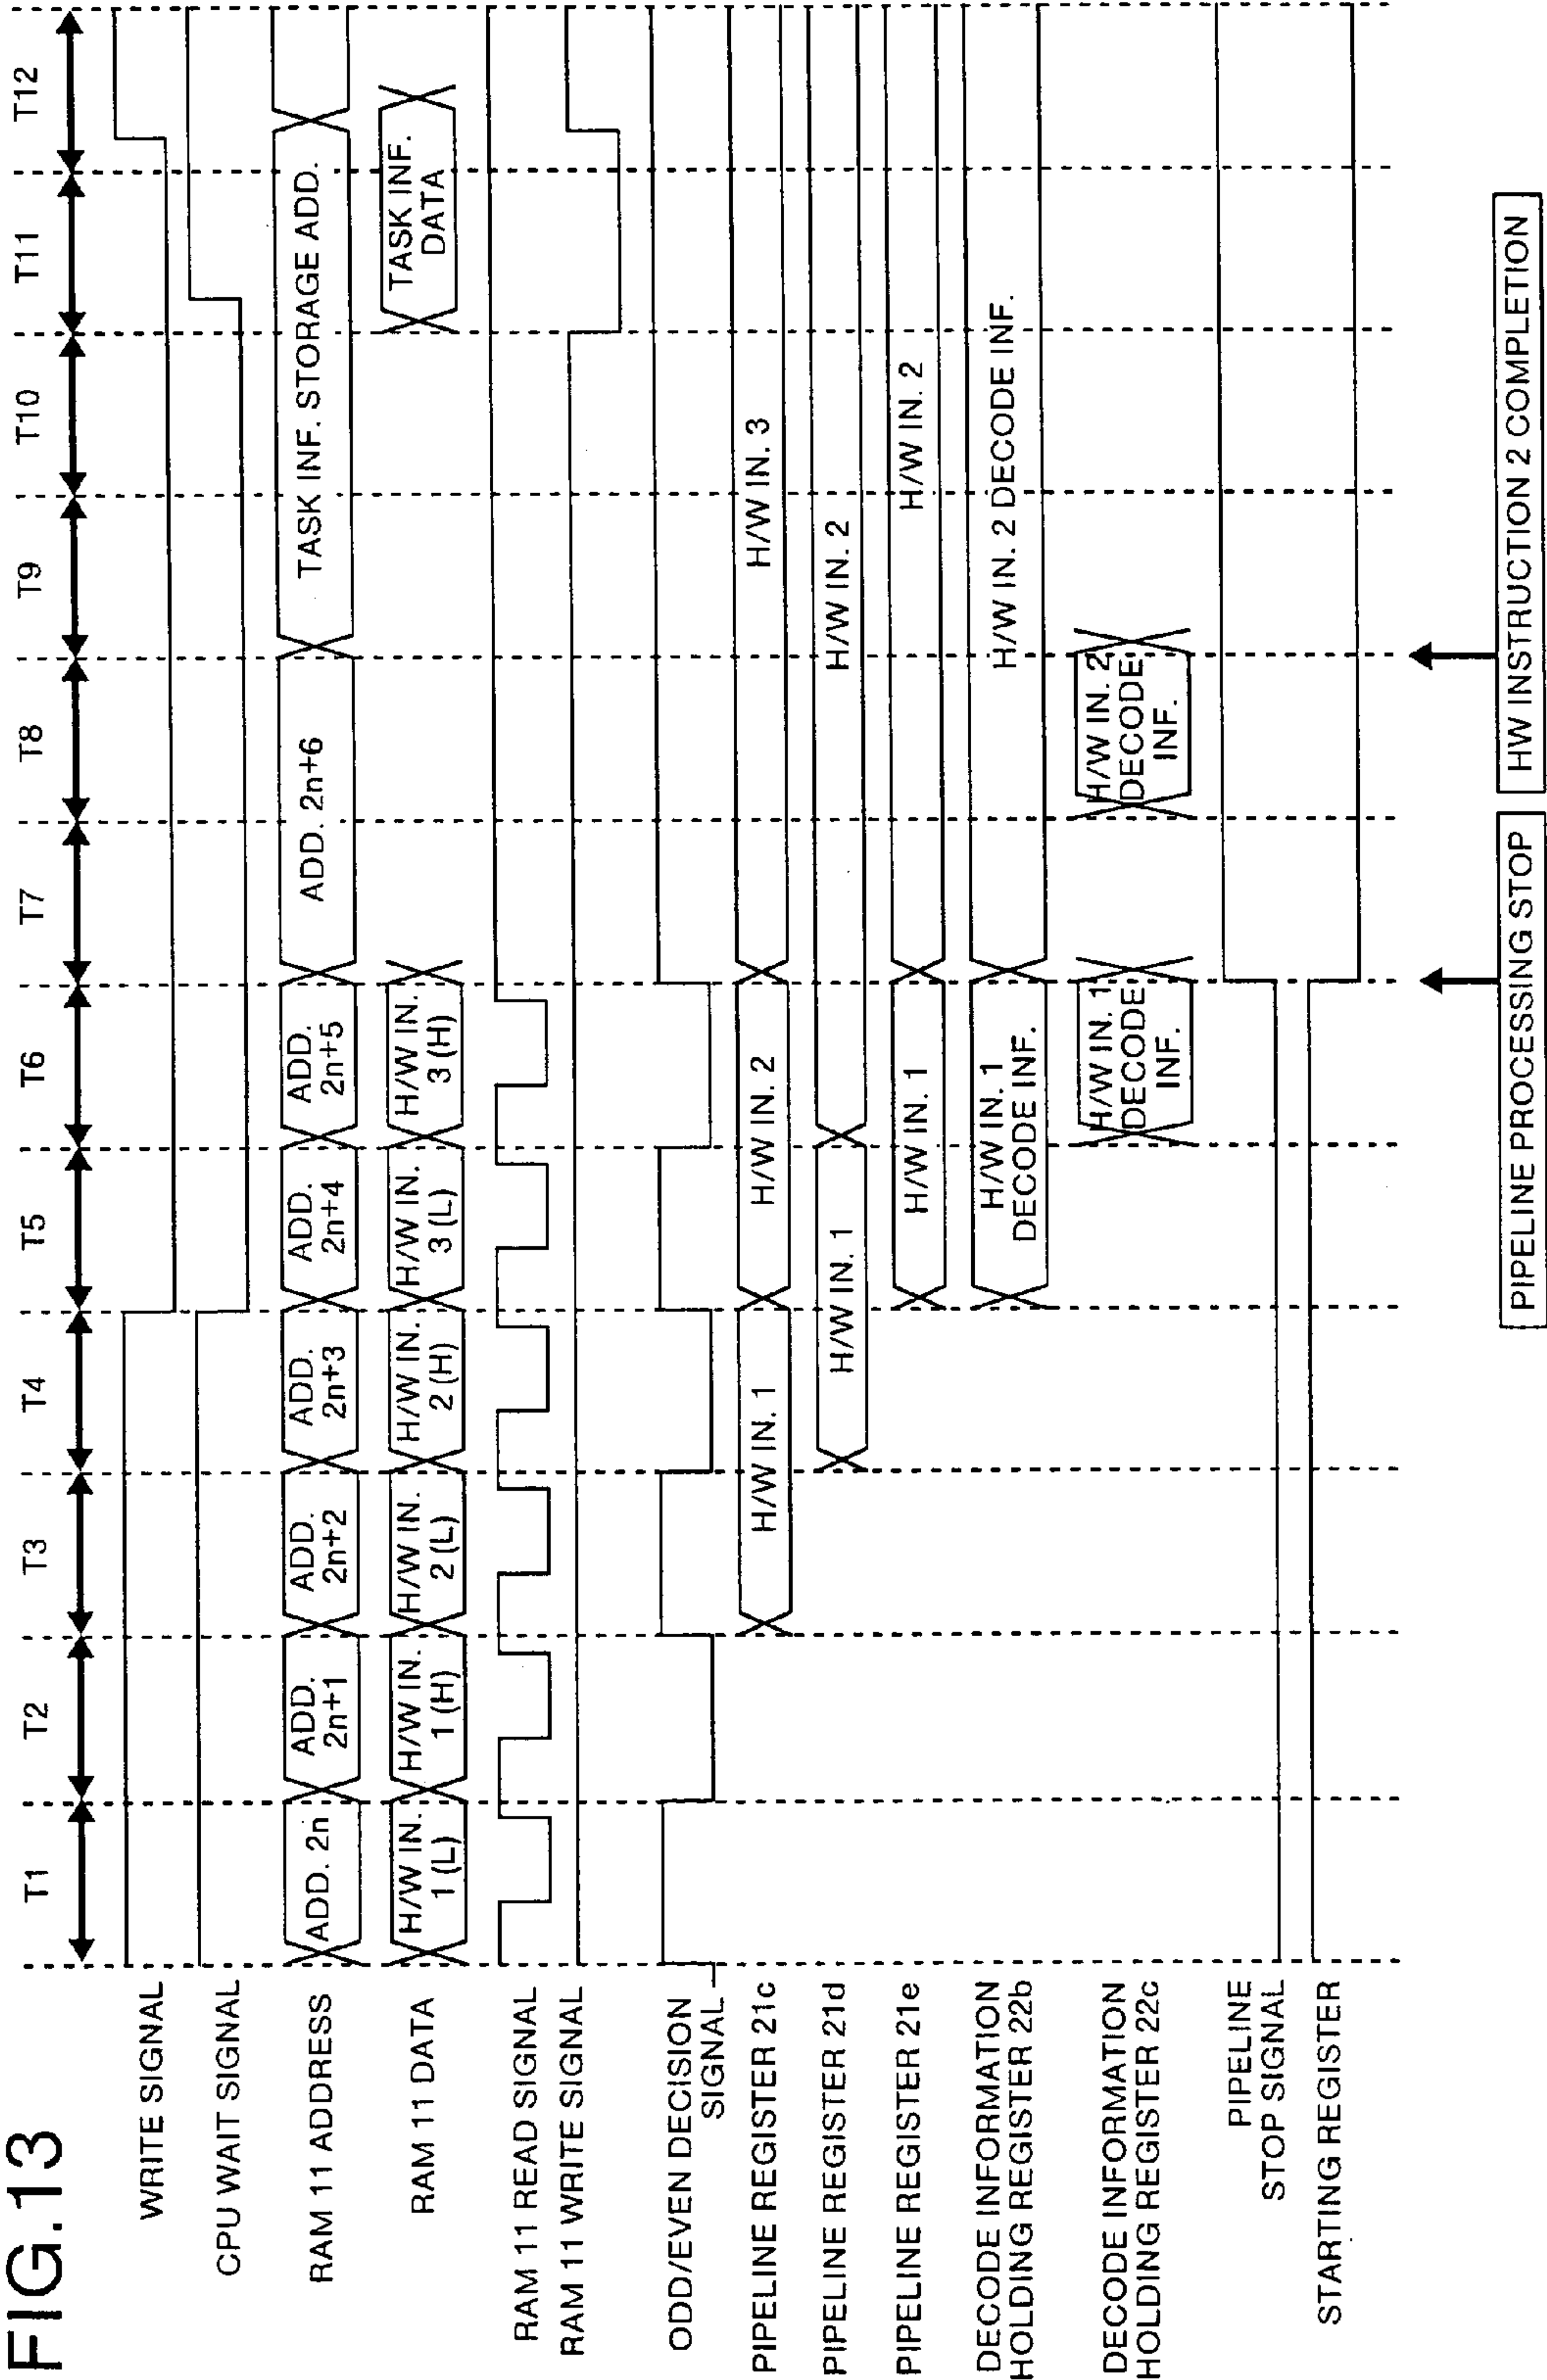 FIG.13
T1 T2 T3 T4 T5 T6 T7 T8 T9 T10 T11 T12
WRITE SIGNAL
CPU WAIT SIGNAL
RAM 11 ADDRESS
ADD. 2n
ADD.
2n+1
ADD.
2n+2
ADD.
2n+3
ADD.
2n+4
ADD.
2n+5
ADD. 2n+6
TASK INF. STORAGE ADD.
RAM 11 DATA
H/W IN.
1 (L)
H/W IN.
1 (H)
H/W IN.
2 (L)
H/W IN.
2 (H)
H/W IN.
3 (L)
H/W IN.
3 (H)
TASK INF.
DATA
RAM 11 READ SIGNAL
RAM 11 WRITE SIGNAL
ODD/EVEN DECISION
SIGNAL
PIPELINE REGISTER 21c
H/W IN. 1
H/W IN. 2
H/W IN. 3
PIPELINE REGISTER 21d
H/W IN. 1
H/W IN. 2
PIPELINE REGISTER 21e
H/W IN. 1
H/W IN. 2
DECODE INFORMATION
HOLDING REGISTER 22b
H/W IN. 1
DECODE INF.
H/W IN. 2 DECODE INF.
DECODE INFORMATION
HOLDING REGISTER 22c
H/W IN. 1
DECODE
INF.
H/W IN. 2
DECODE
INF.
PIPELINE
STOP SIGNAL
STARTING REGISTER
PIPELINE PROCESSING STOP
HW INSTRUCTION 2 COMPLETION